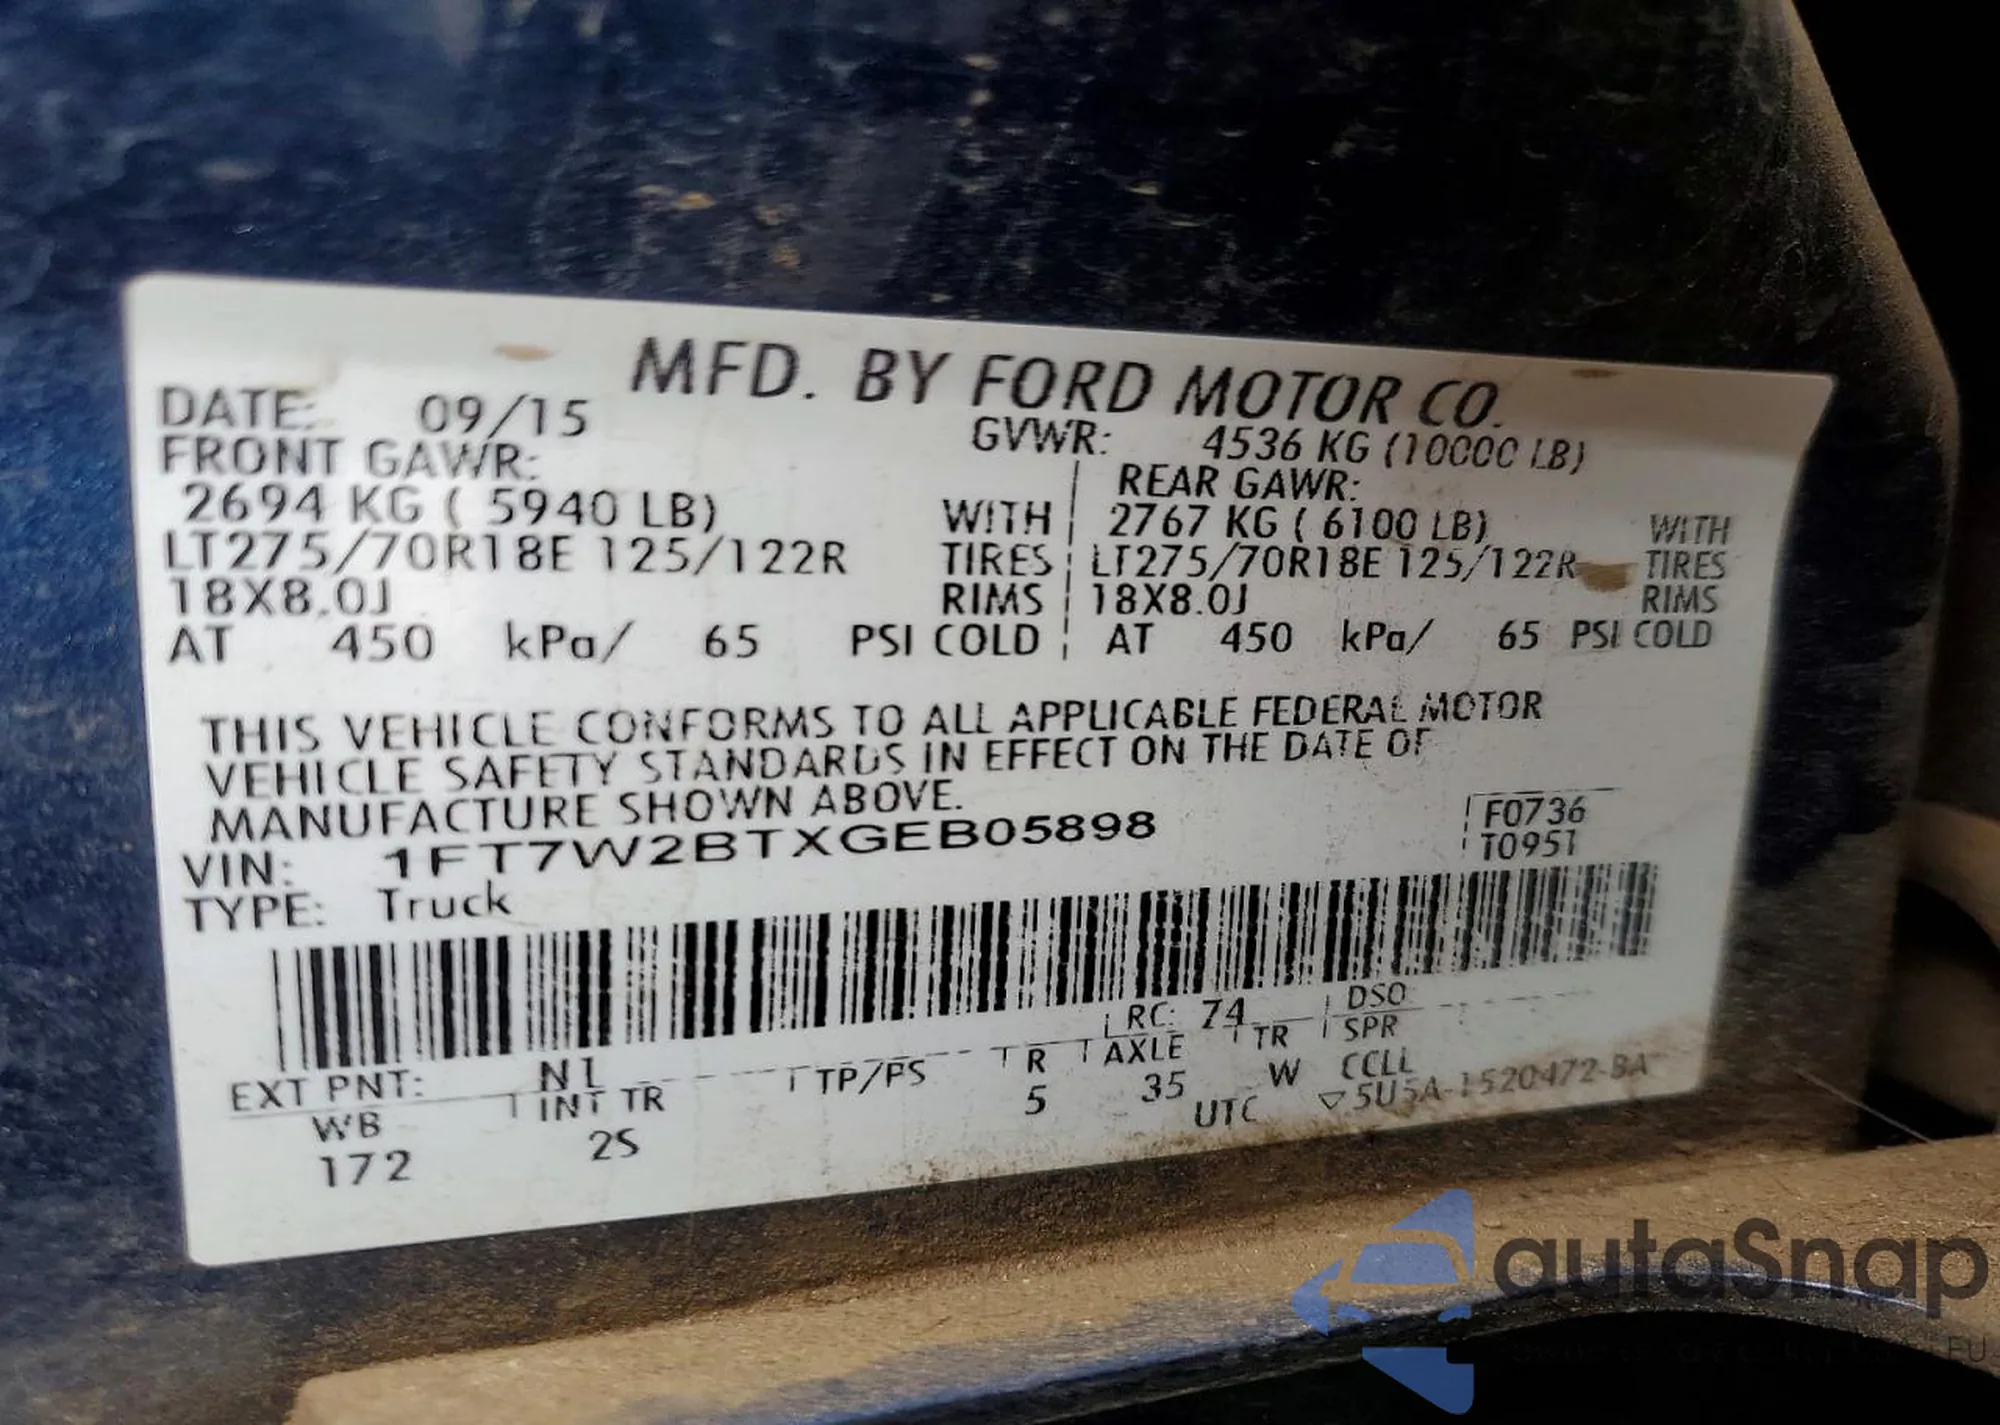 MFD. BY FORD MOTOR CO.
DATE: 09/15 GVWR: 4536 KG (10000 LB)
FRONT GAWR: REAR GAWR:
2694 KG ( 5940 LB) WITH 2767 KG ( 6100 LB) WITH
LT275/70R18E 125/122R TIRES LT275/70R18E 125/122R TIRES
18X8.0J RIMS 18X8.0J RIMS
AT 450 kPa/ 65 PSI COLD AT 450 kPa/ 65 PSI COLD
THIS VEHICLE CONFORMS TO ALL APPLICABLE FEDERAL MOTOR
VEHICLE SAFETY STANDARDS IN EFFECT ON THE DATE OF
MANUFACTURE SHOWN ABOVE.
VIN: 1FT7W2BTXGEB05898 F0736
TYPE: Truck T0951
EXT PNT: N1 RC: 74 DSO
WB INT TR TP/PS R AXLE TR SPR
172 2S 5 35 W CCLL
UTC ▽5U5A-1520472-BA
autaSnap
EU